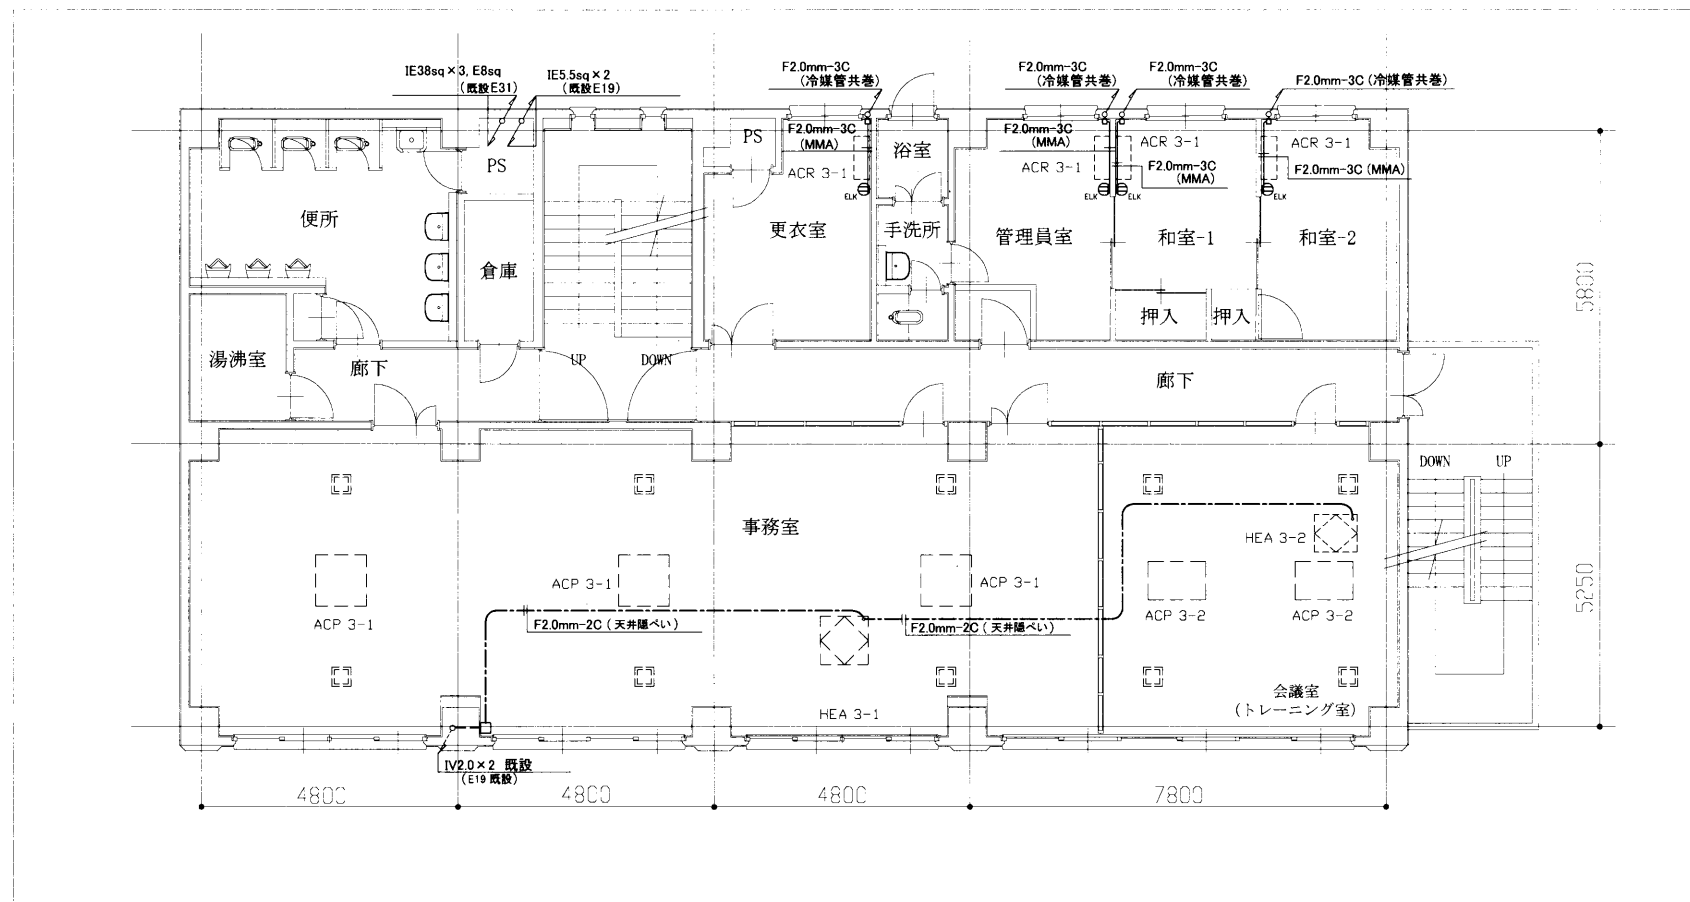 IE38sq×3, E8sq
(既設E31)
IE5.5sq×2
(既設E19)
F2.0mm-3C
(冷媒管共巻)
F2.0mm-3C
(冷媒管共巻)
F2.0mm-3C
(冷媒管共巻)
F2.0mm-3C (冷媒管共巻)
PS
PS
F2.0mm-3C
(MMA)
ACR 3-1
ELK
浴室
F2.0mm-3C
(MMA)
ACR 3-1
ELK
ACR 3-1
F2.0mm-3C
(MMA)
ELK
ACR 3-1
F2.0mm-3C (MMA)
ELK
便所
倉庫
更衣室
手洗所
管理員室
和室-1
和室-2
押入
押入
湯沸室
廊下
UP
DOWN
廊下
5800
DOWN
UP
事務室
HEA 3-2
ACP 3-1
ACP 3-1
ACP 3-1
ACP 3-2
ACP 3-2
5250
F2.0mm-2C (天井隠ぺい)
F2.0mm-2C (天井隠ぺい)
HEA 3-1
会議室
(トレーニング室)
IV2.0×2 既設
(E19 既設)
4800
4800
4800
7800